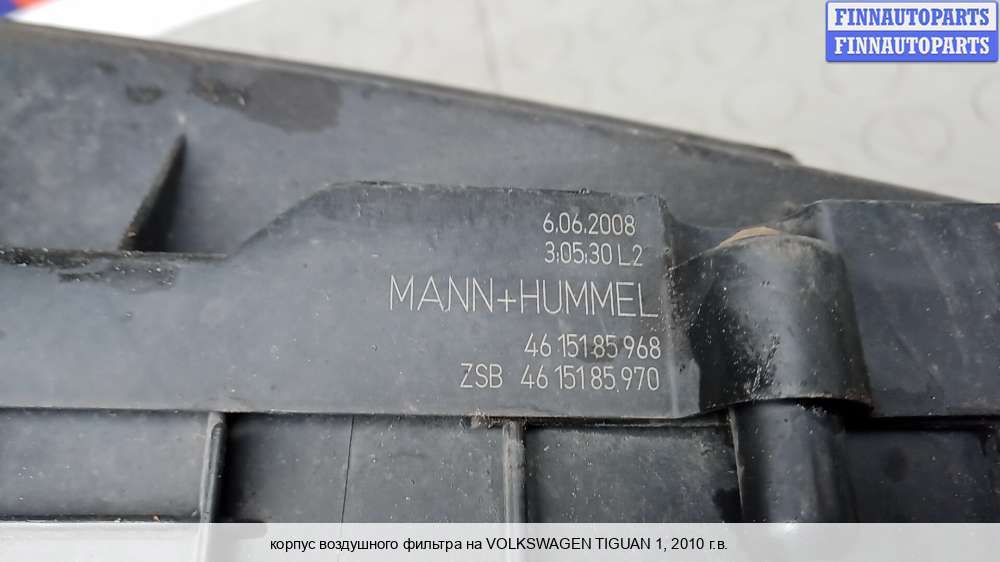 FINNAUTOPARTS
FINNAUTOPARTS
6.06.2008
3:05:30 L2
MANN+HUMMEL
46 151 85 968
ZSB 46 151 85 970
корпус воздушного фильтра на VOLKSWAGEN TIGUAN 1, 2010 г.в.